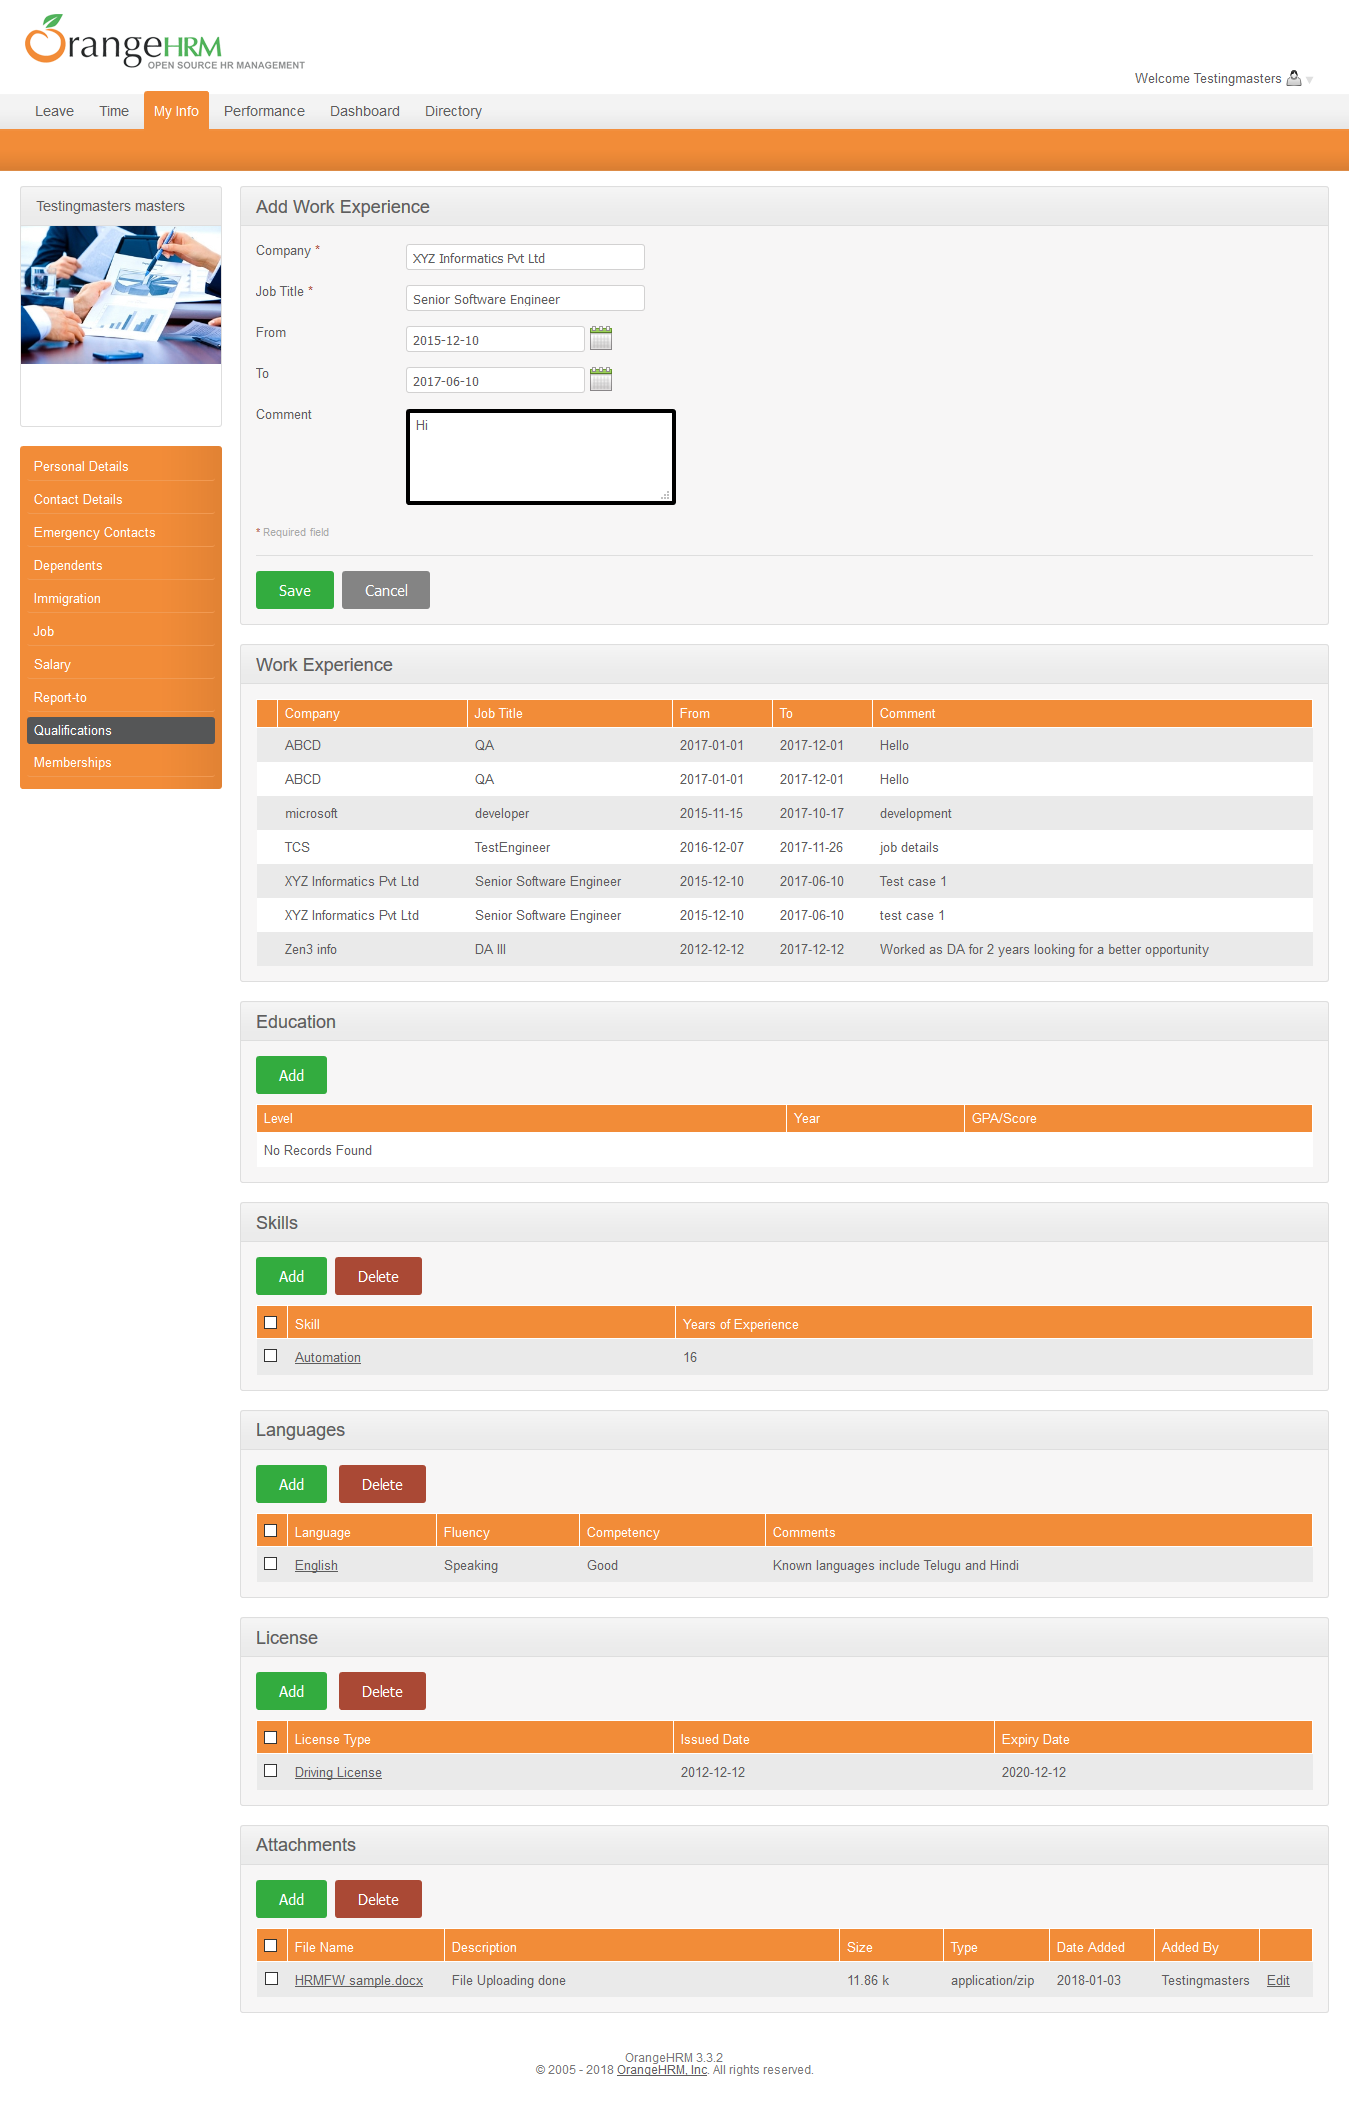 OrangeHRM
OPEN SOURCE HR MANAGEMENT
Welcome Testingmasters
Leave Time My Info Performance Dashboard Directory
Testingmasters masters
Personal Details
Contact Details
Emergency Contacts
Dependents
Immigration
Job
Salary
Report-to
Qualifications
Memberships
Add Work Experience
Company * XYZ Informatics Pvt Ltd
Job Title * Senior Software Engineer
From 2015-12-10
To 2017-06-10
Comment Hi
* Required field
Save Cancel
Work Experience
Company Job Title From To Comment
ABCD QA 2017-01-01 2017-12-01 Hello
ABCD QA 2017-01-01 2017-12-01 Hello
microsoft developer 2015-11-15 2017-10-17 development
TCS TestEngineer 2016-12-07 2017-11-26 job details
XYZ Informatics Pvt Ltd Senior Software Engineer 2015-12-10 2017-06-10 Test case 1
XYZ Informatics Pvt Ltd Senior Software Engineer 2015-12-10 2017-06-10 test case 1
Zen3 info DA III 2012-12-12 2017-12-12 Worked as DA for 2 years looking for a better opportunity
Education
Add
Level Year GPA/Score
No Records Found
Skills
Add Delete
Skill Years of Experience
Automation 16
Languages
Add Delete
Language Fluency Competency Comments
English Speaking Good Known languages include Telugu and Hindi
License
Add Delete
License Type Issued Date Expiry Date
Driving License 2012-12-12 2020-12-12
Attachments
Add Delete
File Name Description Size Type Date Added Added By
HRMFW sample.docx File Uploading done 11.86 k application/zip 2018-01-03 Testingmasters Edit
OrangeHRM 3.3.2
© 2005 - 2018 OrangeHRM, Inc. All rights reserved.